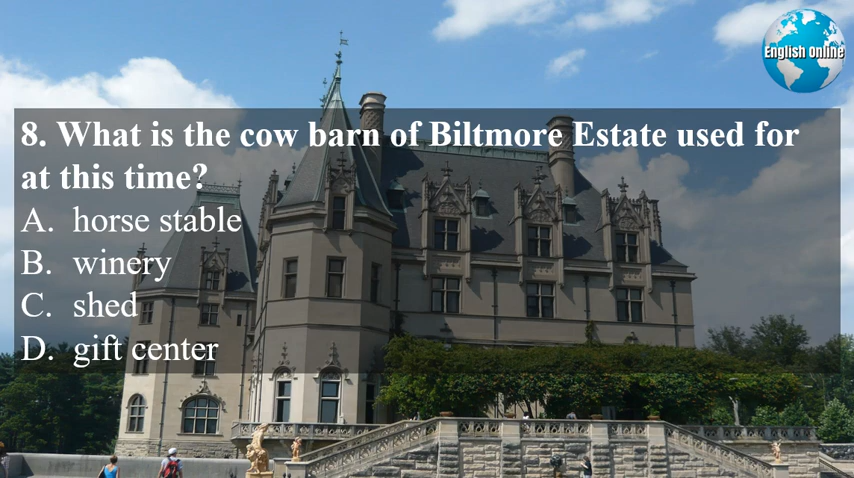 English Online
8. What is the cow barn of Biltmore Estate used for
at this time?
A. horse stable
B. winery
C. shed
D. gift center